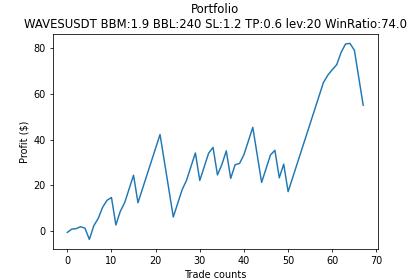 Portfolio
WAVESUSDT BBM:1.9 BBL:240 SL:1.2 TP:0.6 lev:20 WinRatio:74.0
Profit ($)
80
60
40
20
0
0 10 20 30 40 50 60 70
Trade counts